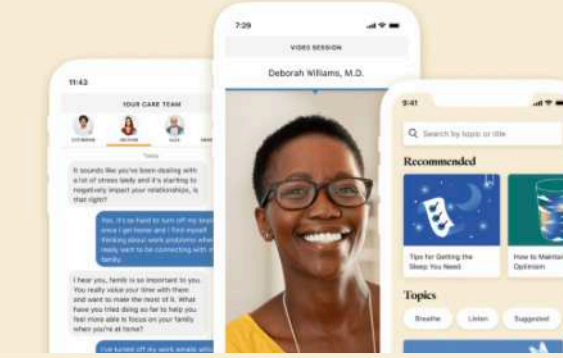 11:43
YOUR CARE TEAM
Today
It sounds like you've been dealing with
a lot of stress lately and it's starting to
negatively impact your relationships, is
that right?
Yes, it's so hard to turn off my
once I get home and I find myself
thinking about work problems when
really want to be connecting with
family.
I hear you, family is so important to you.
You really value your time with them
and want to make the most of it. What
have you tried doing so far to help you
feel more able to focus on your family
when you're at home?
I've turned off my work emails
7:29
VIDEO SESSION
Deborah Williams, M.D.
9:41
Search by topic or title
Recommended
Tips for Getting the
Sleep You Need
How to Maintain
Optimism
Topics
Breathe
Listen
Suggested